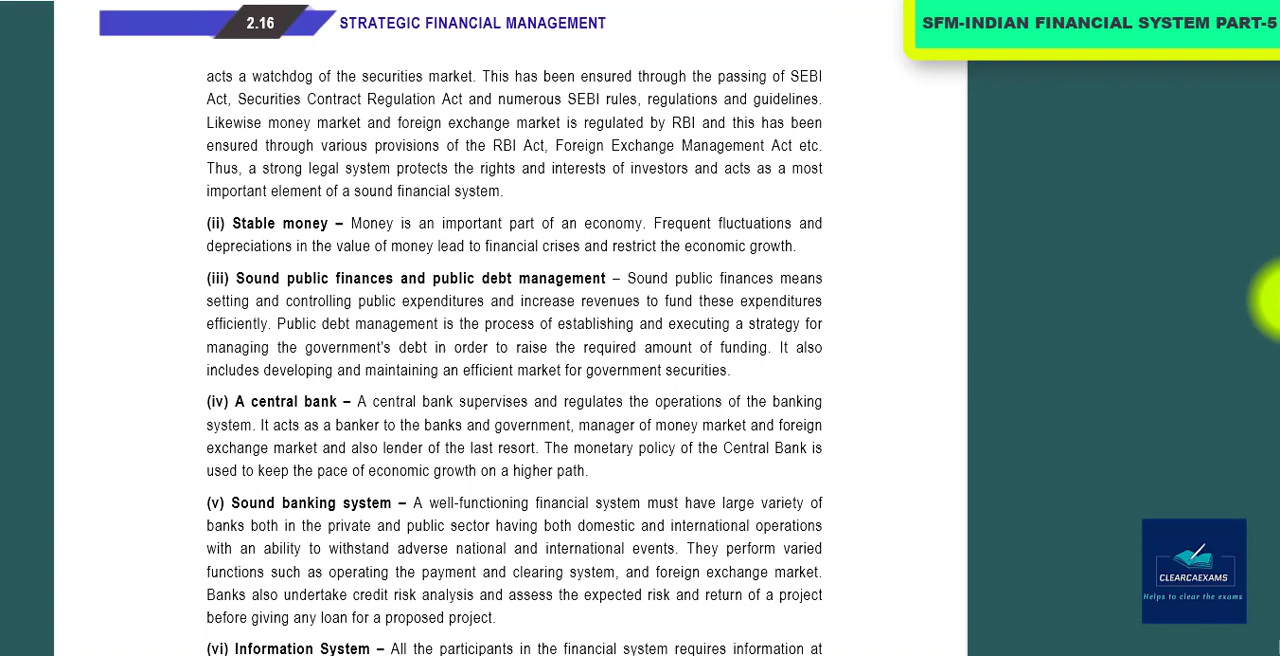 2.16
STRATEGIC FINANCIAL MANAGEMENT
SFM-INDIAN FINANCIAL SYSTEM PART-5
acts a watchdog of the securities market. This has been ensured through the passing of SEBI
Act, Securities Contract Regulation Act and numerous SEBI rules, regulations and guidelines.
Likewise money market and foreign exchange market is regulated by RBI and this has been
ensured through various provisions of the RBI Act, Foreign Exchange Management Act etc.
Thus, a strong legal system protects the rights and interests of investors and acts as a most
important element of a sound financial system.
(ii) Stable money – Money is an important part of an economy. Frequent fluctuations and
depreciations in the value of money lead to financial crises and restrict the economic growth.
(iii) Sound public finances and public debt management – Sound public finances means
setting and controlling public expenditures and increase revenues to fund these expenditures
efficiently. Public debt management is the process of establishing and executing a strategy for
managing the government's debt in order to raise the required amount of funding. It also
includes developing and maintaining an efficient market for government securities.
(iv) A central bank – A central bank supervises and regulates the operations of the banking
system. It acts as a banker to the banks and government, manager of money market and foreign
exchange market and also lender of the last resort. The monetary policy of the Central Bank is
used to keep the pace of economic growth on a higher path.
(v) Sound banking system – A well-functioning financial system must have large variety of
banks both in the private and public sector having both domestic and international operations
with an ability to withstand adverse national and international events. They perform varied
functions such as operating the payment and clearing system, and foreign exchange market.
Banks also undertake credit risk analysis and assess the expected risk and return of a project
before giving any loan for a proposed project.
(vi) Information System – All the participants in the financial system requires information at
CLEARCAEXAMS
Helps to clear the exams